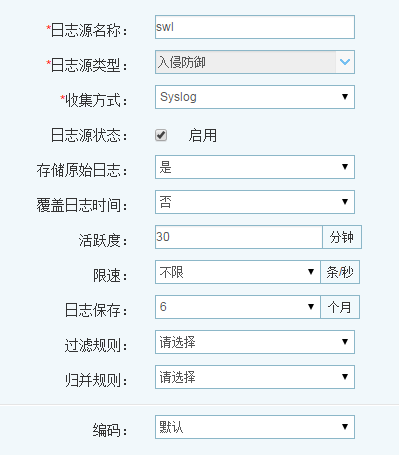 *日志源名称： swl
*日志源类型： 入侵防御
*收集方式： Syslog
日志源状态： 启用
存储原始日志： 是
覆盖日志时间： 否
活跃度： 30 分钟
限速： 不限 条/秒
日志保存： 6 个月
过滤规则： 请选择
归并规则： 请选择
编码： 默认